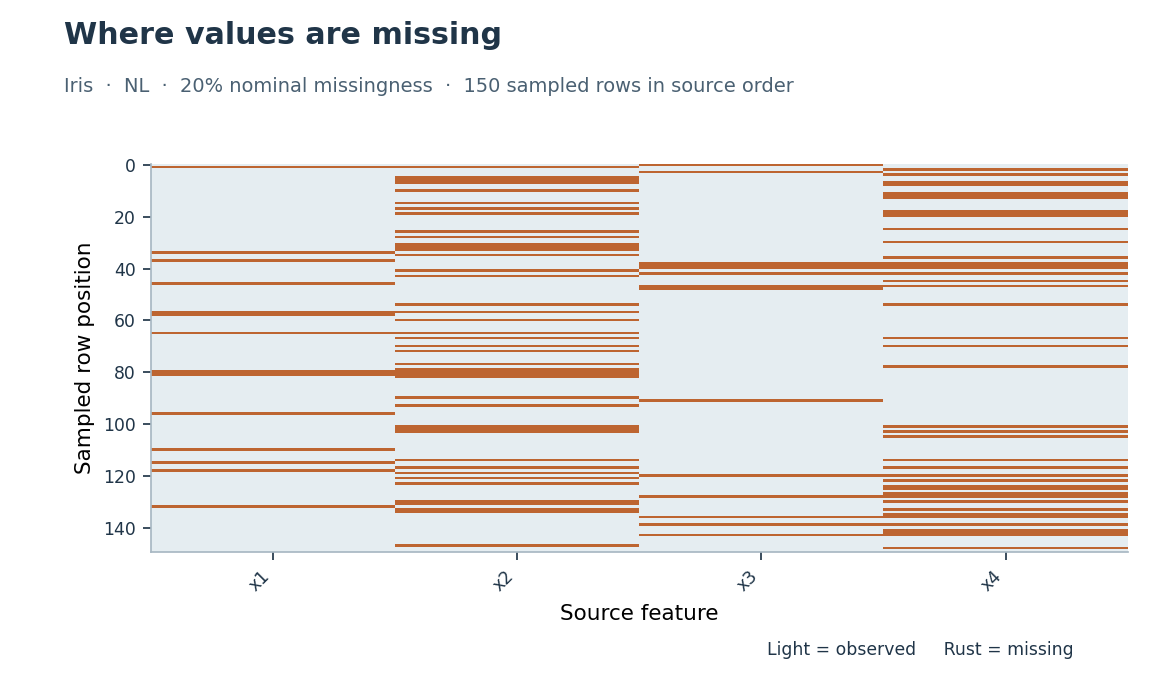 Where values are missing
Iris · NL · 20% nominal missingness · 150 sampled rows in source order
Sampled row position
0
20
40
60
80
100
120
140
x1 x2 x3 x4
Source feature
Light = observed Rust = missing